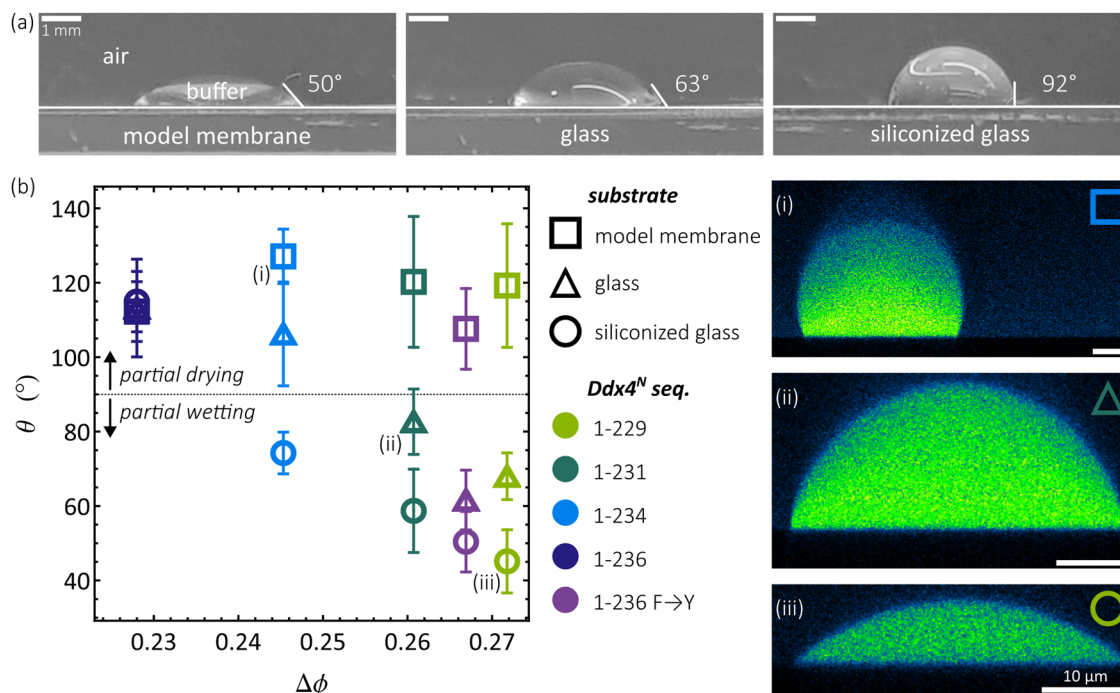 (a)
1 mm
air
buffer
50°
model membrane
63°
glass
92°
siliconized glass
(b)
140
120
100
80
60
40
θ (°)
(i)
(ii)
(iii)
partial drying
partial wetting
0.23 0.24 0.25 0.26 0.27
Δϕ
substrate
model membrane
glass
siliconized glass
Ddx4ᴺ seq.
1-229
1-231
1-234
1-236
1-236 F→Y
(i)
(ii)
(iii)
10 μm